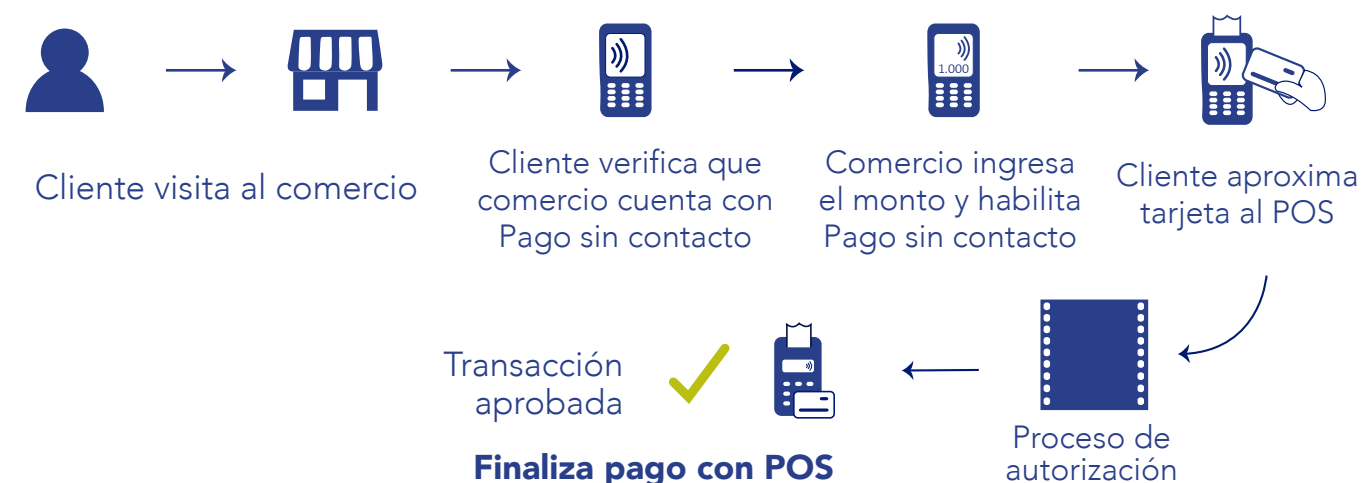 Cliente visita al comercio
Cliente verifica que
comercio cuenta con
Pago sin contacto
1.000
Comercio ingresa
el monto y habilita
Pago sin contacto
Cliente aproxima
tarjeta al POS
Proceso de
autorización
Transacción
aprobada
Finaliza pago con POS